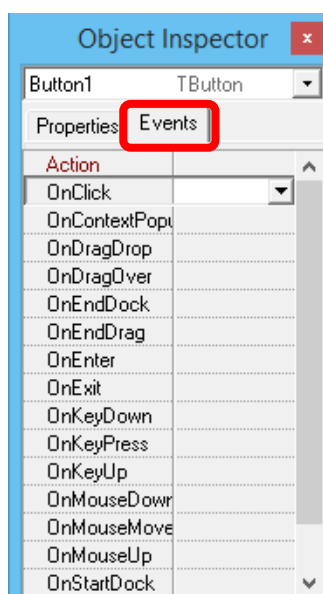 Object Inspector x
Button1 TButton
Properties Events
Action
OnClick
OnContextPopu
OnDragDrop
OnDragOver
OnEndDock
OnEndDrag
OnEnter
OnExit
OnKeyDown
OnKeyPress
OnKeyUp
OnMouseDown
OnMouseMove
OnMouseUp
OnStartDock